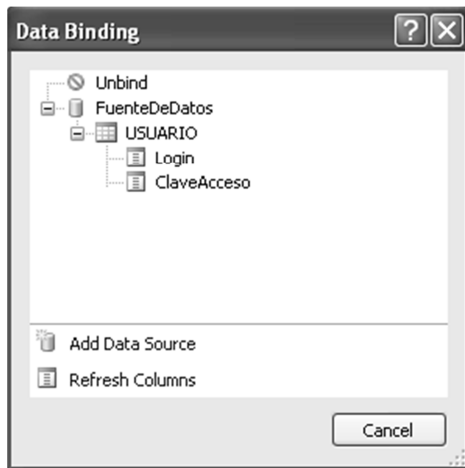 Data Binding
Unbind
FuenteDeDatos
USUARIO
Login
ClaveAcceso
Add Data Source
Refresh Columns
Cancel